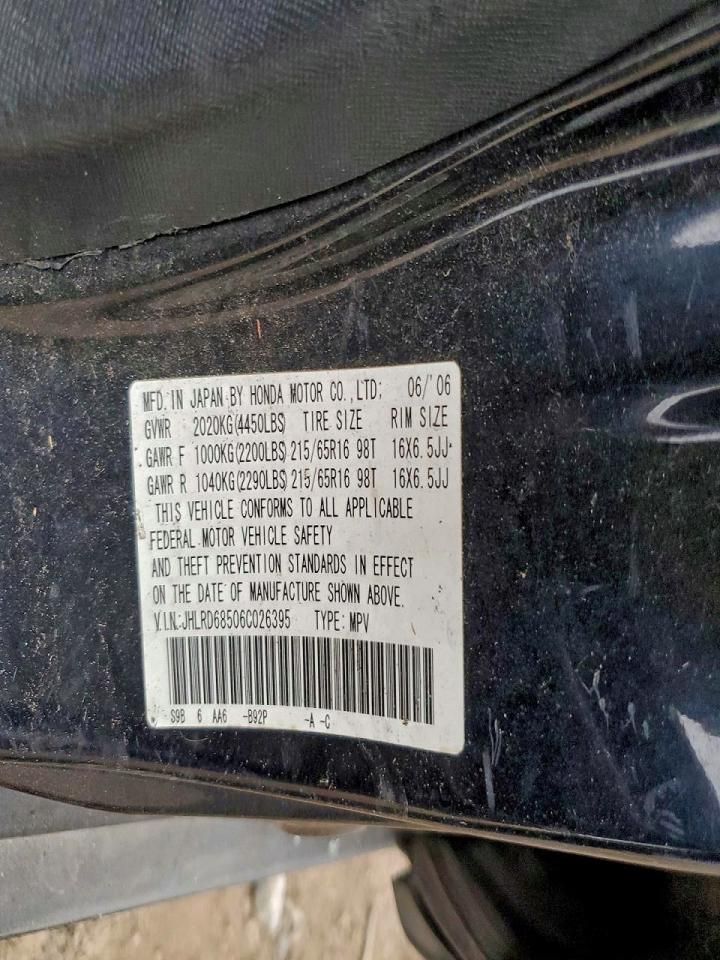 MFD. IN JAPAN BY HONDA MOTOR CO.,LTD; 06/'06
GVWR 2020KG(4450LBS) TIRE SIZE RIM SIZE
GAWR F 1000KG(2200LBS) 215/65R16 98T 16X6.5JJ
GAWR R 1040KG(2290LBS) 215/65R16 98T 16X6.5JJ
THIS VEHICLE CONFORMS TO ALL APPLICABLE
FEDERAL MOTOR VEHICLE SAFETY
AND THEFT PREVENTION STANDARDS IN EFFECT
ON THE DATE OF MANUFACTURE SHOWN ABOVE.
V.I.N.:JHLRD68506C026395 TYPE:MPV
S9B 6 AA6 -B92P -A -C